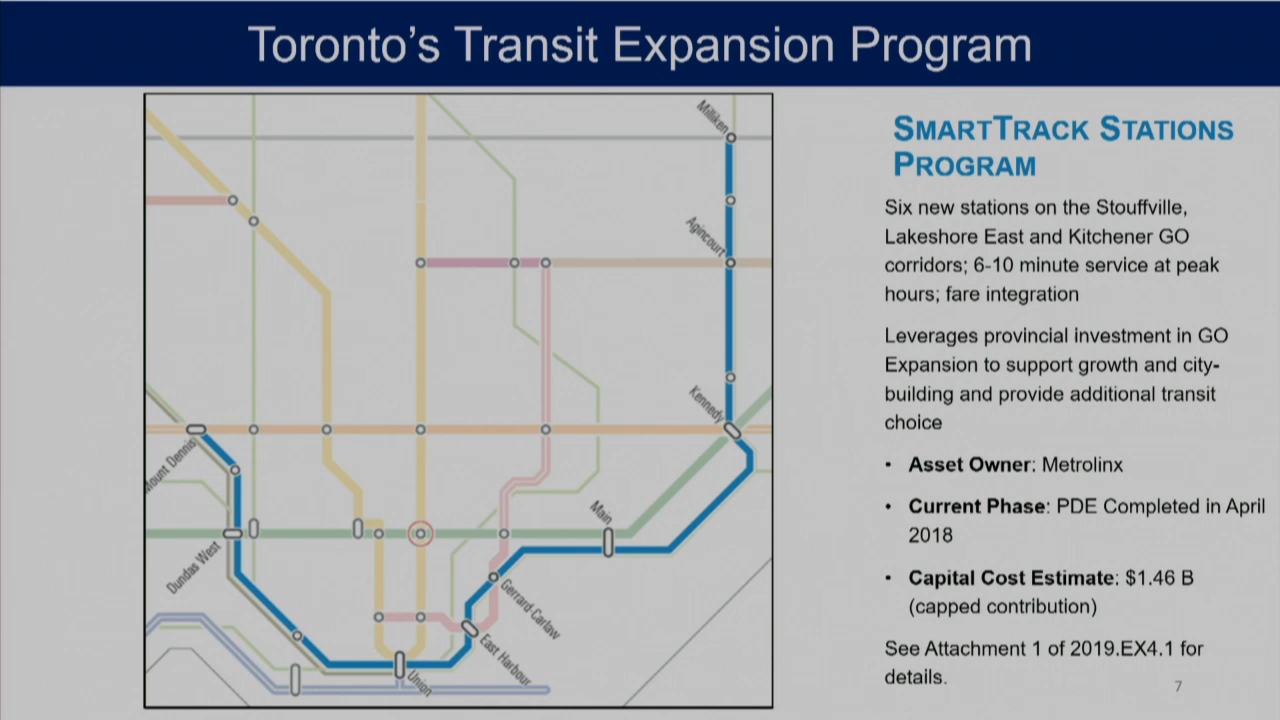 Toronto's Transit Expansion Program
Milliken
Agincourt
Kennedy
Mount Dennis
Main
Dundas West
Gerrard-Carlaw
East Harbour
Union
SMARTTRACK STATIONS
PROGRAM
Six new stations on the Stouffville,
Lakeshore East and Kitchener GO
corridors; 6-10 minute service at peak
hours; fare integration
Leverages provincial investment in GO
Expansion to support growth and city-
building and provide additional transit
choice
• Asset Owner: Metrolinx
• Current Phase: PDE Completed in April
2018
• Capital Cost Estimate: $1.46 B
(capped contribution)
See Attachment 1 of 2019.EX4.1 for
details.
7